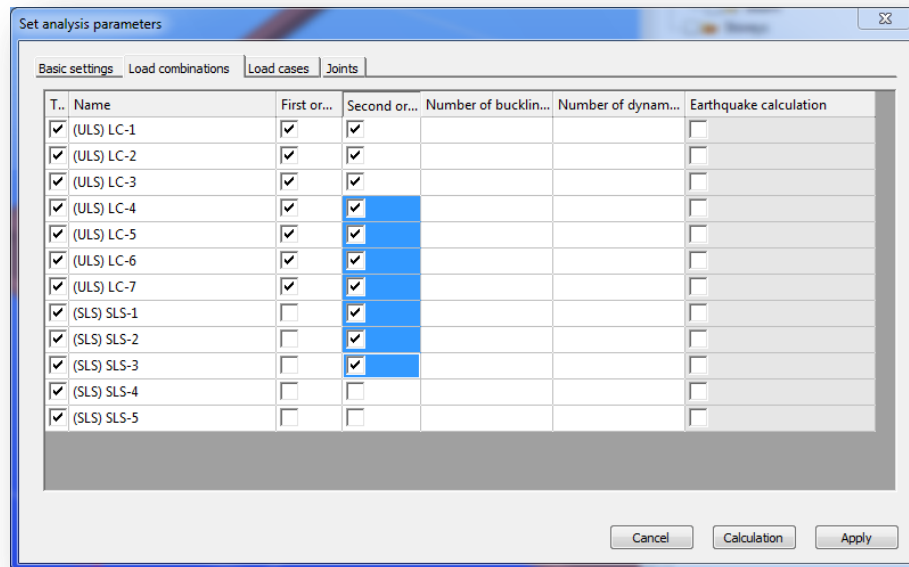 Set analysis parameters
Basic settings Load combinations Load cases Joints
T.. Name First or... Second or... Number of bucklin... Number of dynam... Earthquake calculation
(ULS) LC-1
(ULS) LC-2
(ULS) LC-3
(ULS) LC-4
(ULS) LC-5
(ULS) LC-6
(ULS) LC-7
(SLS) SLS-1
(SLS) SLS-2
(SLS) SLS-3
(SLS) SLS-4
(SLS) SLS-5
Cancel Calculation Apply